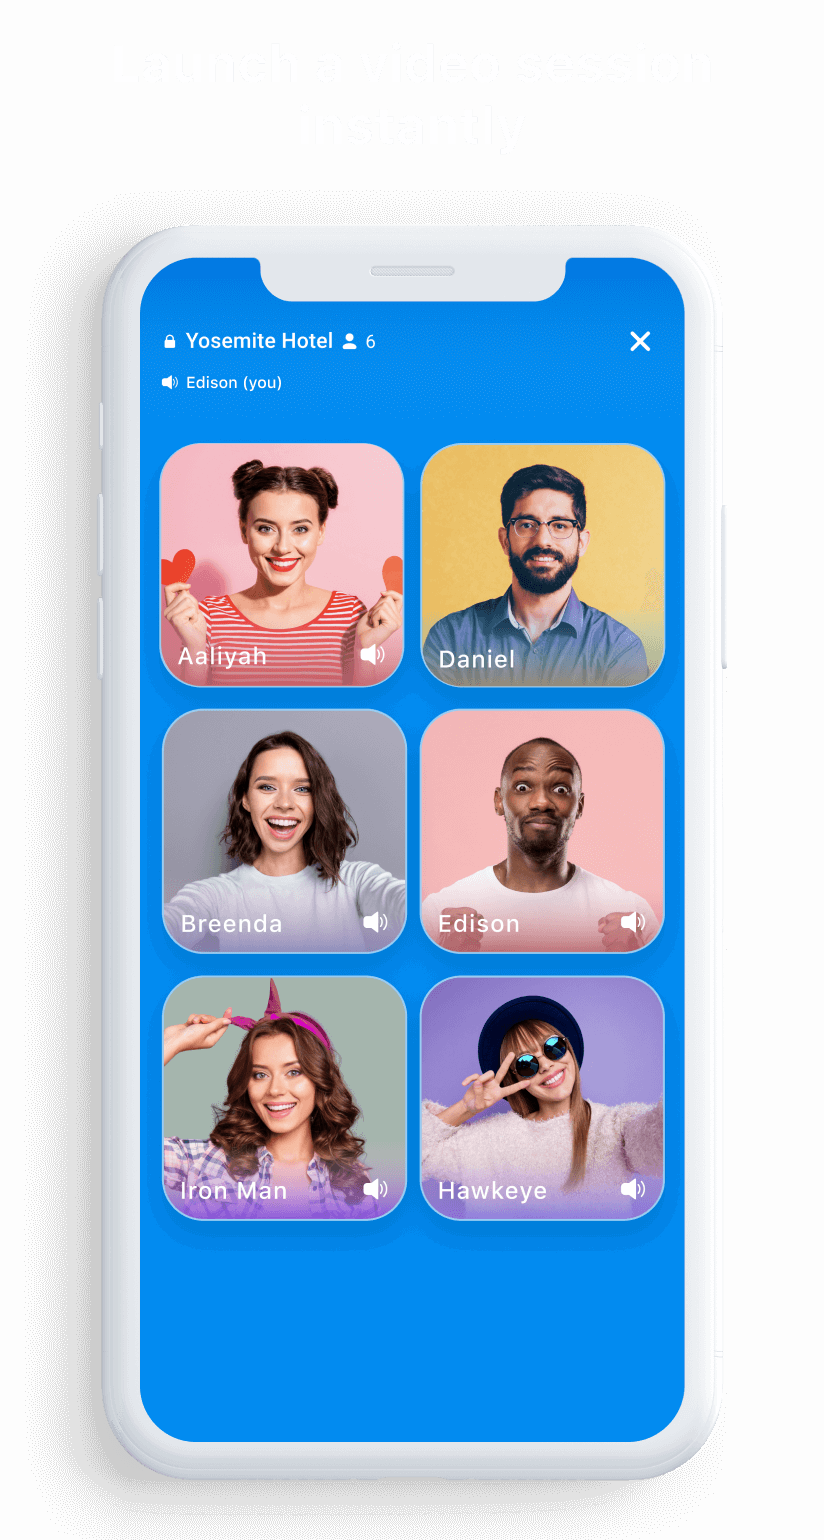 Launch a video session
instantly
Yosemite Hotel 6
Edison (you)
Aaliyah
Daniel
Breenda
Edison
Iron Man
Hawkeye